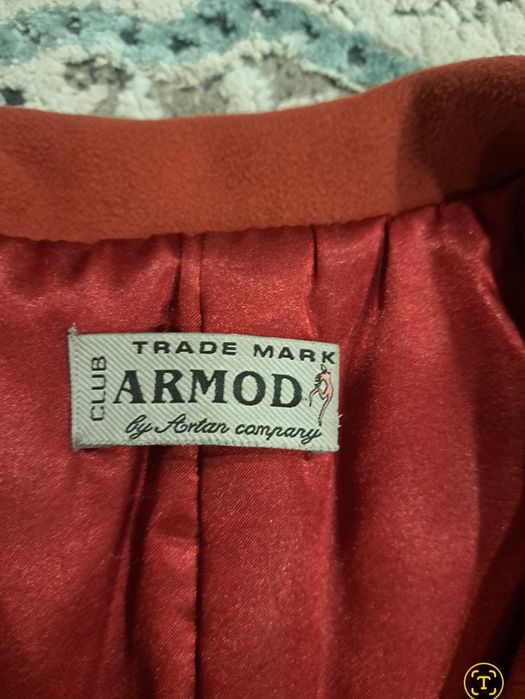 TRADE MARK
CLUB
ARMOD
by Artan company
T